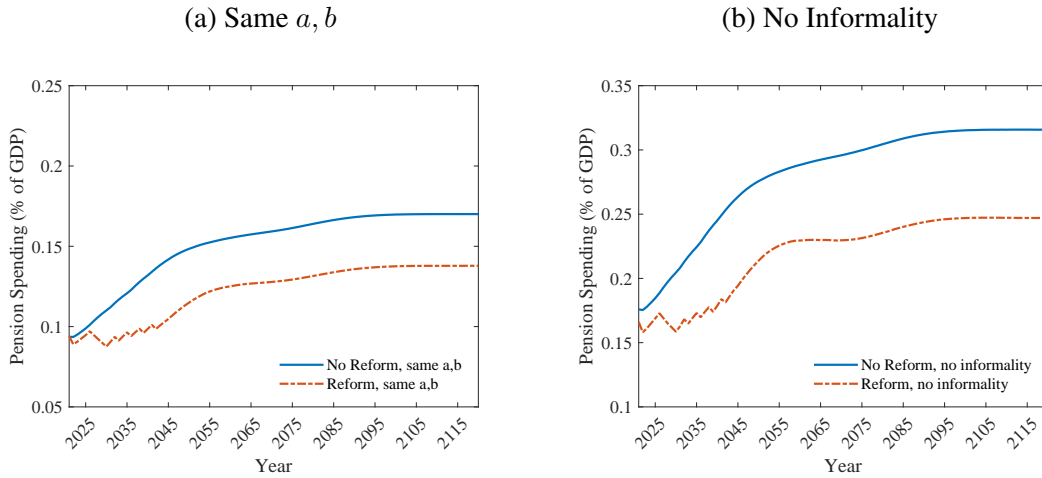 (a) Same a, b
0.25
0.2
0.15
0.1
0.05
Pension Spending (% of GDP)
No Reform, same a,b
Reform, same a,b
2025 2035 2045 2055 2065 2075 2085 2095 2105 2115
Year
(b) No Informality
0.35
0.3
0.25
0.2
0.15
0.1
Pension Spending (% of GDP)
No Reform, no informality
Reform, no informality
2025 2035 2045 2055 2065 2075 2085 2095 2105 2115
Year